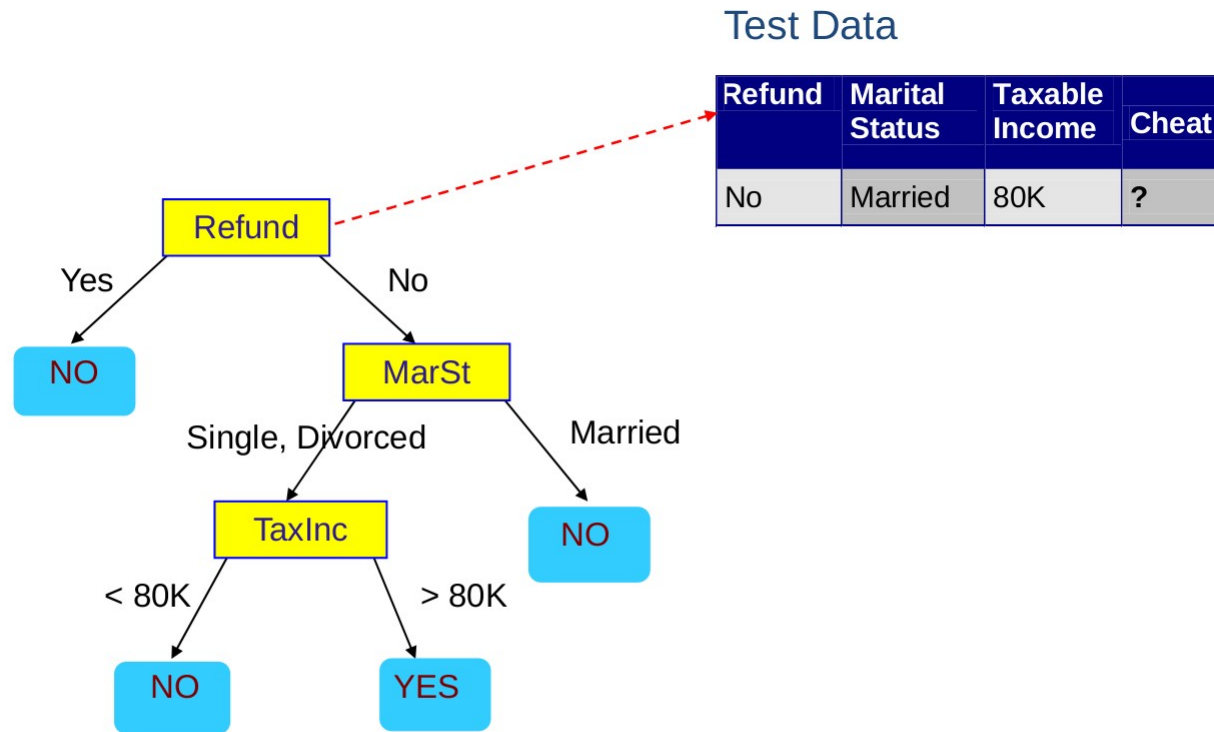 Test Data
Refund Marital Status Taxable Income Cheat
No Married 80K ?
Refund
Yes No
NO MarSt
Single, Divorced Married
TaxInc NO
< 80K > 80K
NO YES